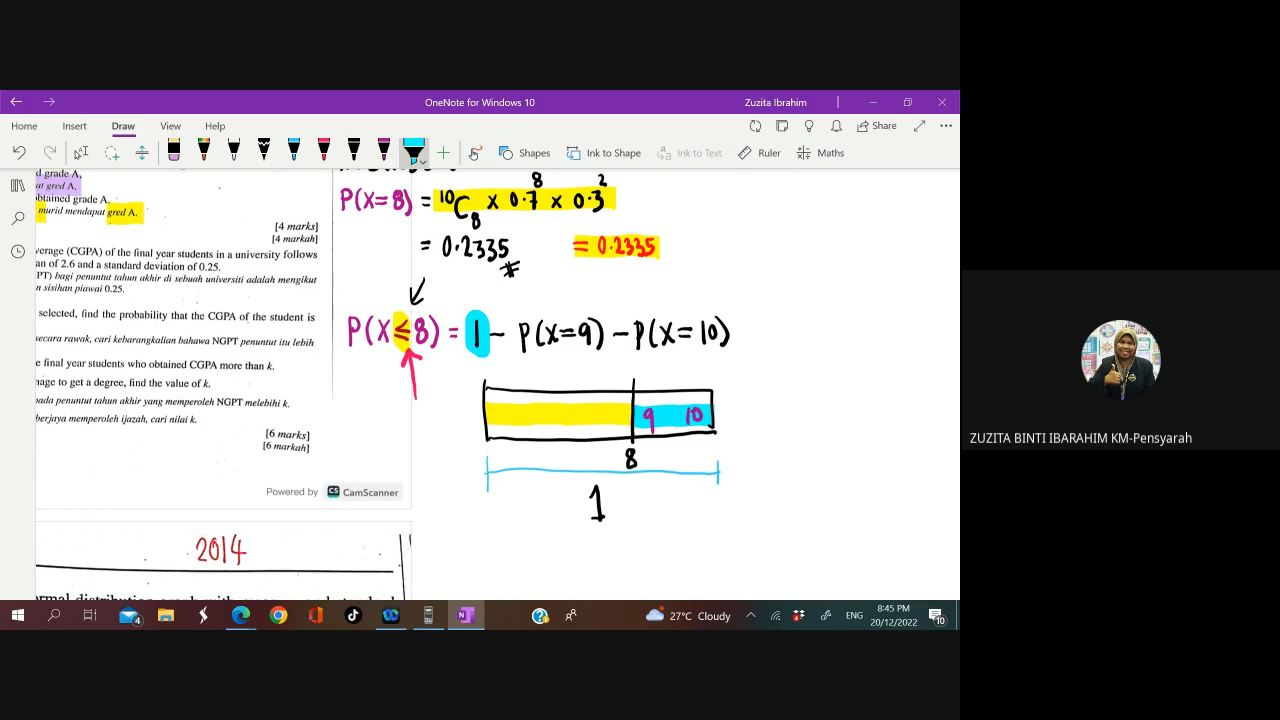 OneNote for Windows 10
Zuzita Ibrahim
Home Insert Draw View Help
Share
Shapes Ink to Shape Ink to Text Ruler Maths
d grade A,
at gred A.
btained grade A,
murid mendapat gred A.
[4 marks]
[4 markah]
verage (CGPA) of the final year students in a university follows
an of 2.6 and a standard deviation of 0.25.
PT) bagi penuntut tahun akhir di sebuah universiti adalah mengikut
n sisihan piawai 0.25.
selected, find the probability that the CGPA of the student is
secara rawak, cari kebarangkalian bahawa NGPT penuntut itu lebih
e final year students who obtained CGPA more than k.
nage to get a degree, find the value of k.
pada penuntut tahun akhir yang memperoleh NGPT melebihi k.
berjaya memperoleh ijazah, cari nilai k.
[6 marks]
[6 markah]
Powered by CS CamScanner
2014
P(X=8) = ¹⁰C₈ × 0.7⁸ × 0.3²
= 0.2335 = 0.2335
P(X ≤ 8) = 1 − P(X=9) − P(X=10)
9 10
8
1
ZUZITA BINTI IBARAHIM KM-Pensyarah
4
27°C Cloudy
ENG
8:45 PM
20/12/2022
10